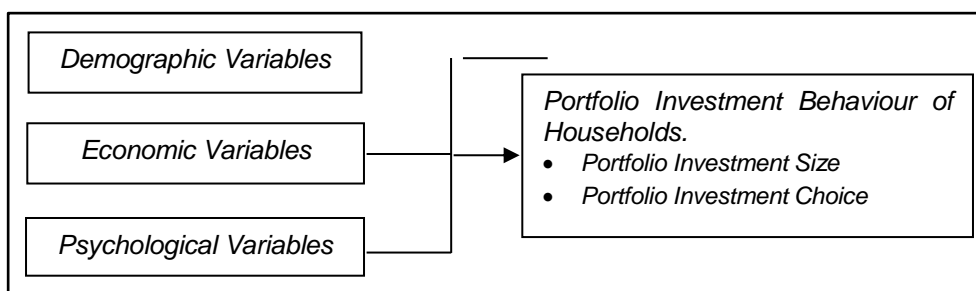 Demographic Variables
Economic Variables
Psychological Variables
Portfolio Investment Behaviour of
Households.
• Portfolio Investment Size
• Portfolio Investment Choice